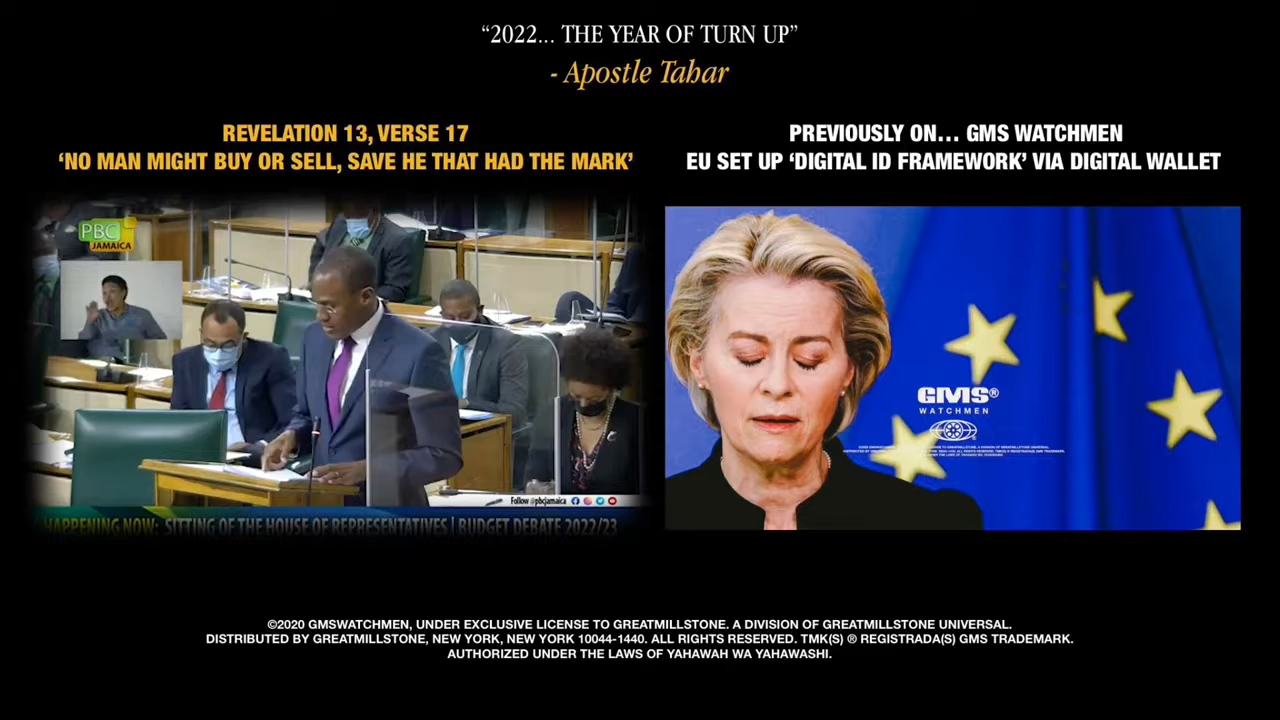 “2022... THE YEAR OF TURN UP”
- Apostle Tahar
REVELATION 13, VERSE 17
‘NO MAN MIGHT BUY OR SELL, SAVE HE THAT HAD THE MARK’
PREVIOUSLY ON... GMS WATCHMEN
EU SET UP ‘DIGITAL ID FRAMEWORK’ VIA DIGITAL WALLET
PBC
JAMAICA
Follow @pbcjamaica
HAPPENING NOW: SITTING OF THE HOUSE OF REPRESENTATIVES | BUDGET DEBATE 2022/23
GMS®
WATCHMEN
©2020 GMSWATCHMEN, UNDER EXCLUSIVE LICENSE TO GREATMILLSTONE. A DIVISION OF GREATMILLSTONE UNIVERSAL.
DISTRIBUTED BY GREATMILLSTONE, NEW YORK, NEW YORK 10044-1440. ALL RIGHTS RESERVED. TMK(S) ® REGISTRADA(S) GMS TRADEMARK.
AUTHORIZED UNDER THE LAWS OF YAHAWAH WA YAHAWASHI.